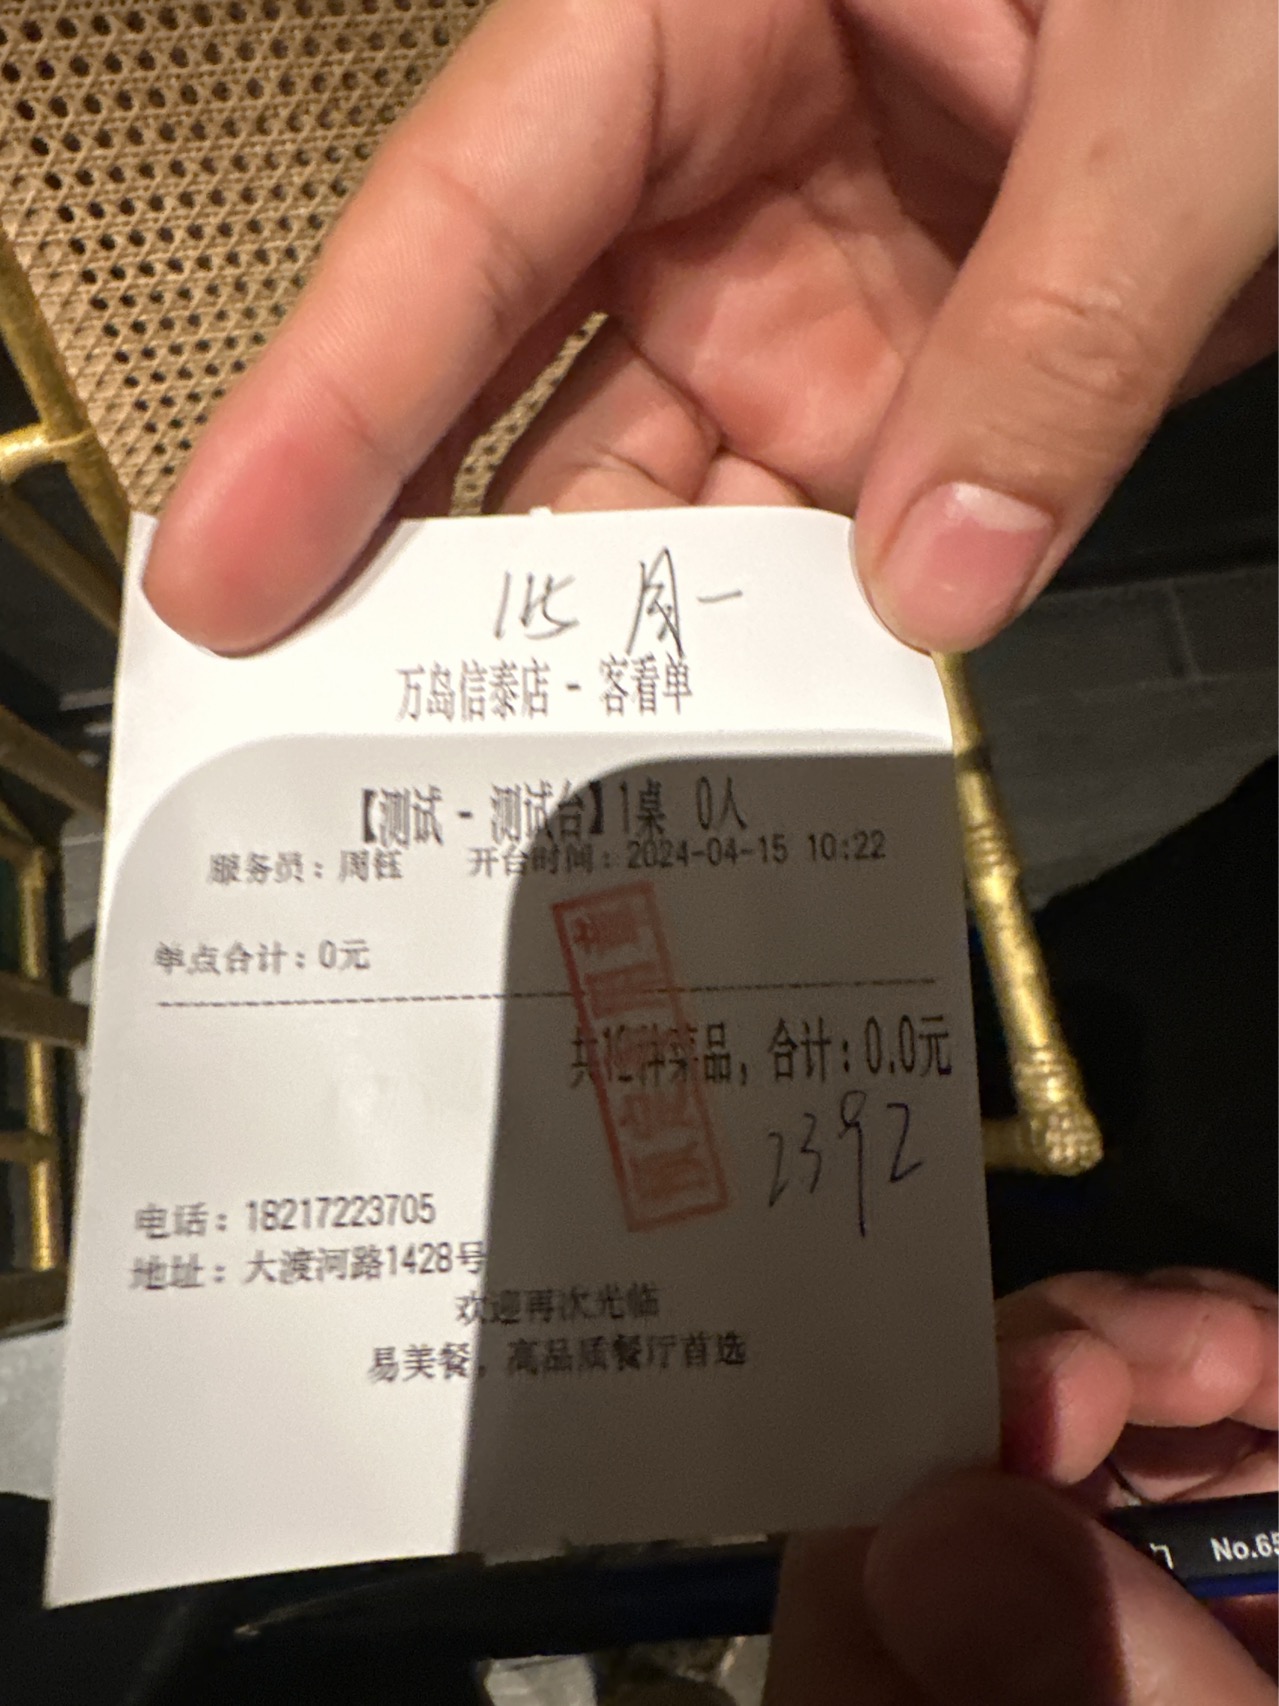 115 周一
万岛信泰店 - 客看单
【测试 - 测试台】1桌 0人
服务员：周钰 开台时间：2024-04-15 10:22
单点合计：0元
种菜品，合计：0.0元
2392
电话：18217223705
地址：大渡河路1428号
欢迎再次光临
易美餐，高品质餐厅首选
No.65